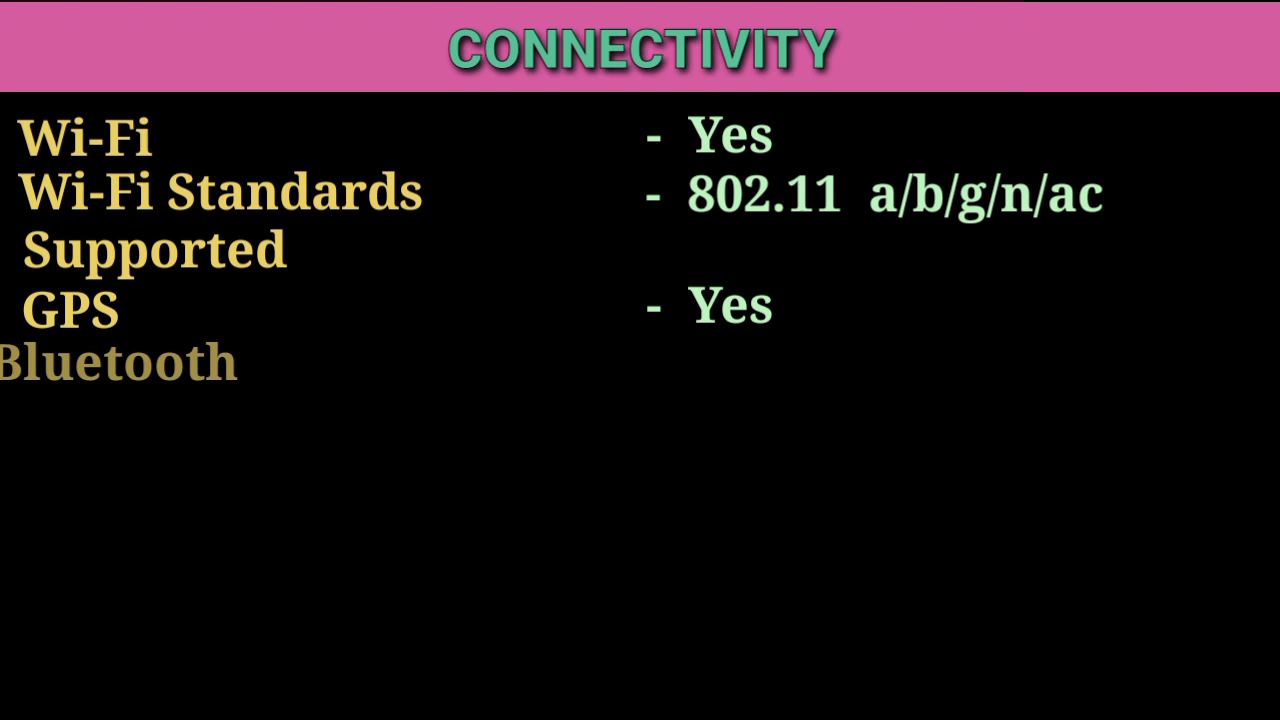 CONNECTIVITY
Wi-Fi - Yes
Wi-Fi Standards - 802.11 a/b/g/n/ac
Supported
GPS - Yes
Bluetooth